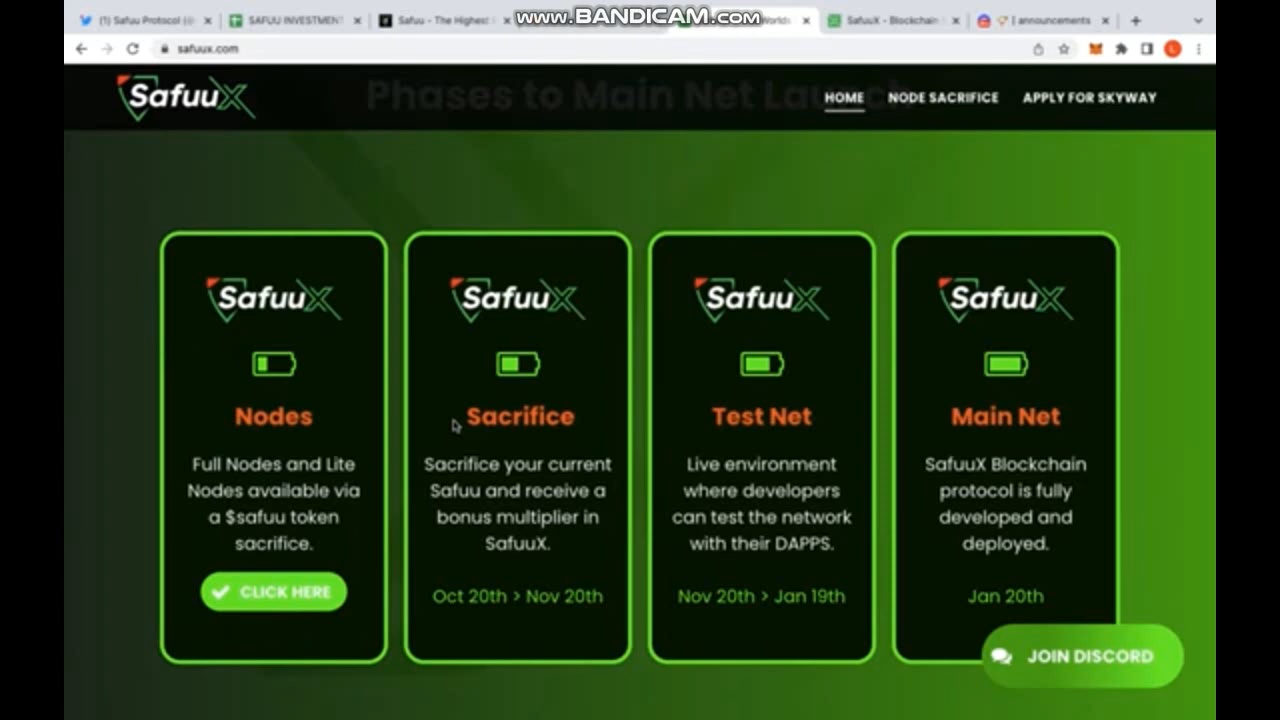 www.BANDICAM.com
(1) Safuu Protocol (@
SAFUU INVESTMENT
Safuu - The Highest
Worlds
SafuuX - Blockchain
| announcements
safuux.com
L
SafuuX
Phases to Main Net
HOME
NODE SACRIFICE
APPLY FOR SKYWAY
SafuuX
Nodes
Full Nodes and Lite
Nodes available via
a $safuu token
sacrifice.
CLICK HERE
SafuuX
Sacrifice
Sacrifice your current
Safuu and receive a
bonus multiplier in
SafuuX.
Oct 20th > Nov 20th
SafuuX
Test Net
Live environment
where developers
can test the network
with their DAPPS.
Nov 20th > Jan 19th
SafuuX
Main Net
SafuuX Blockchain
protocol is fully
developed and
deployed.
Jan 20th
JOIN DISCORD